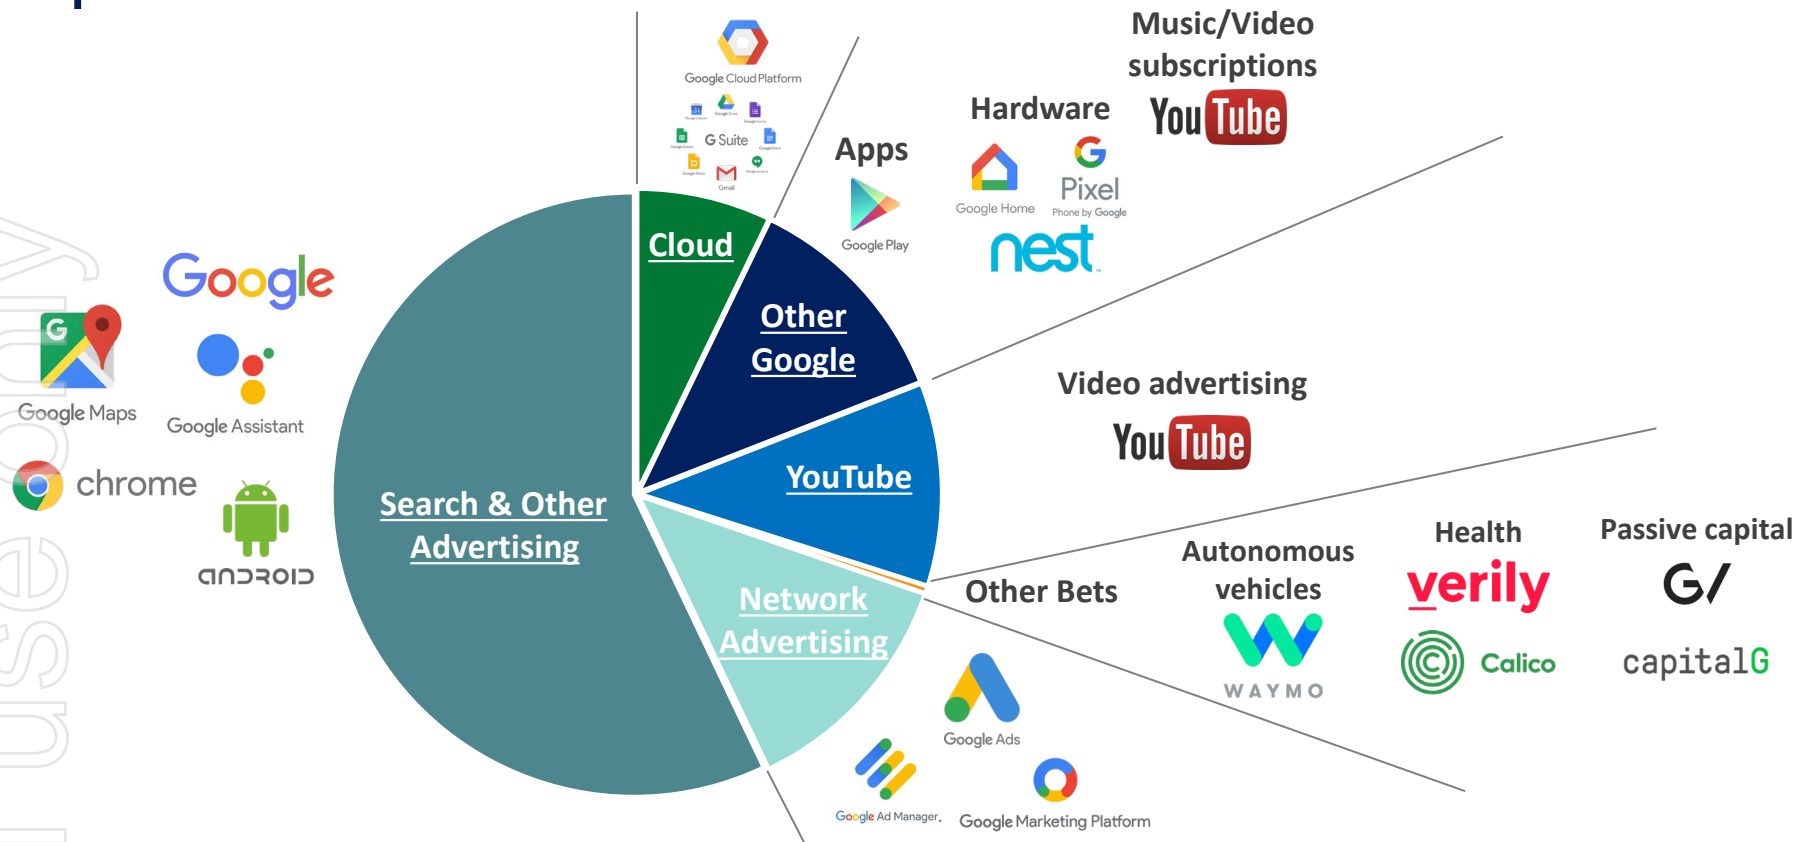 Google Cloud Platform
G Suite
Gmail
Music/Video
subscriptions
YouTube
Hardware
Google Home
G
Pixel
Phone by Google
nest
Apps
Google Play
Cloud
Other
Google
YouTube
Search & Other
Advertising
Network
Advertising
Google
G
Google Maps
Google Assistant
chrome
android
Video advertising
YouTube
Other Bets
Autonomous
vehicles
WAYMO
Health
verily
Calico
Passive capital
G/
capitalG
Google Ads
Google Ad Manager.
Google Marketing Platform
r use only